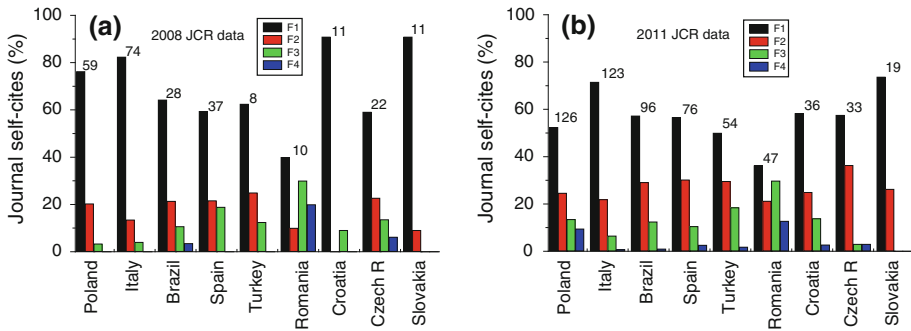 (a)
2008 JCR data
F1
F2
F3
F4
Journal self-cites (%)
100
80
60
40
20
0
59
74
28
37
8
10
11
22
11
Poland
Italy
Brazil
Spain
Turkey
Romania
Croatia
Czech R
Slovakia
(b)
2011 JCR data
F1
F2
F3
F4
Journal self-cites (%)
100
80
60
40
20
0
126
123
96
76
54
47
36
33
19
Poland
Italy
Brazil
Spain
Turkey
Romania
Croatia
Czech R
Slovakia